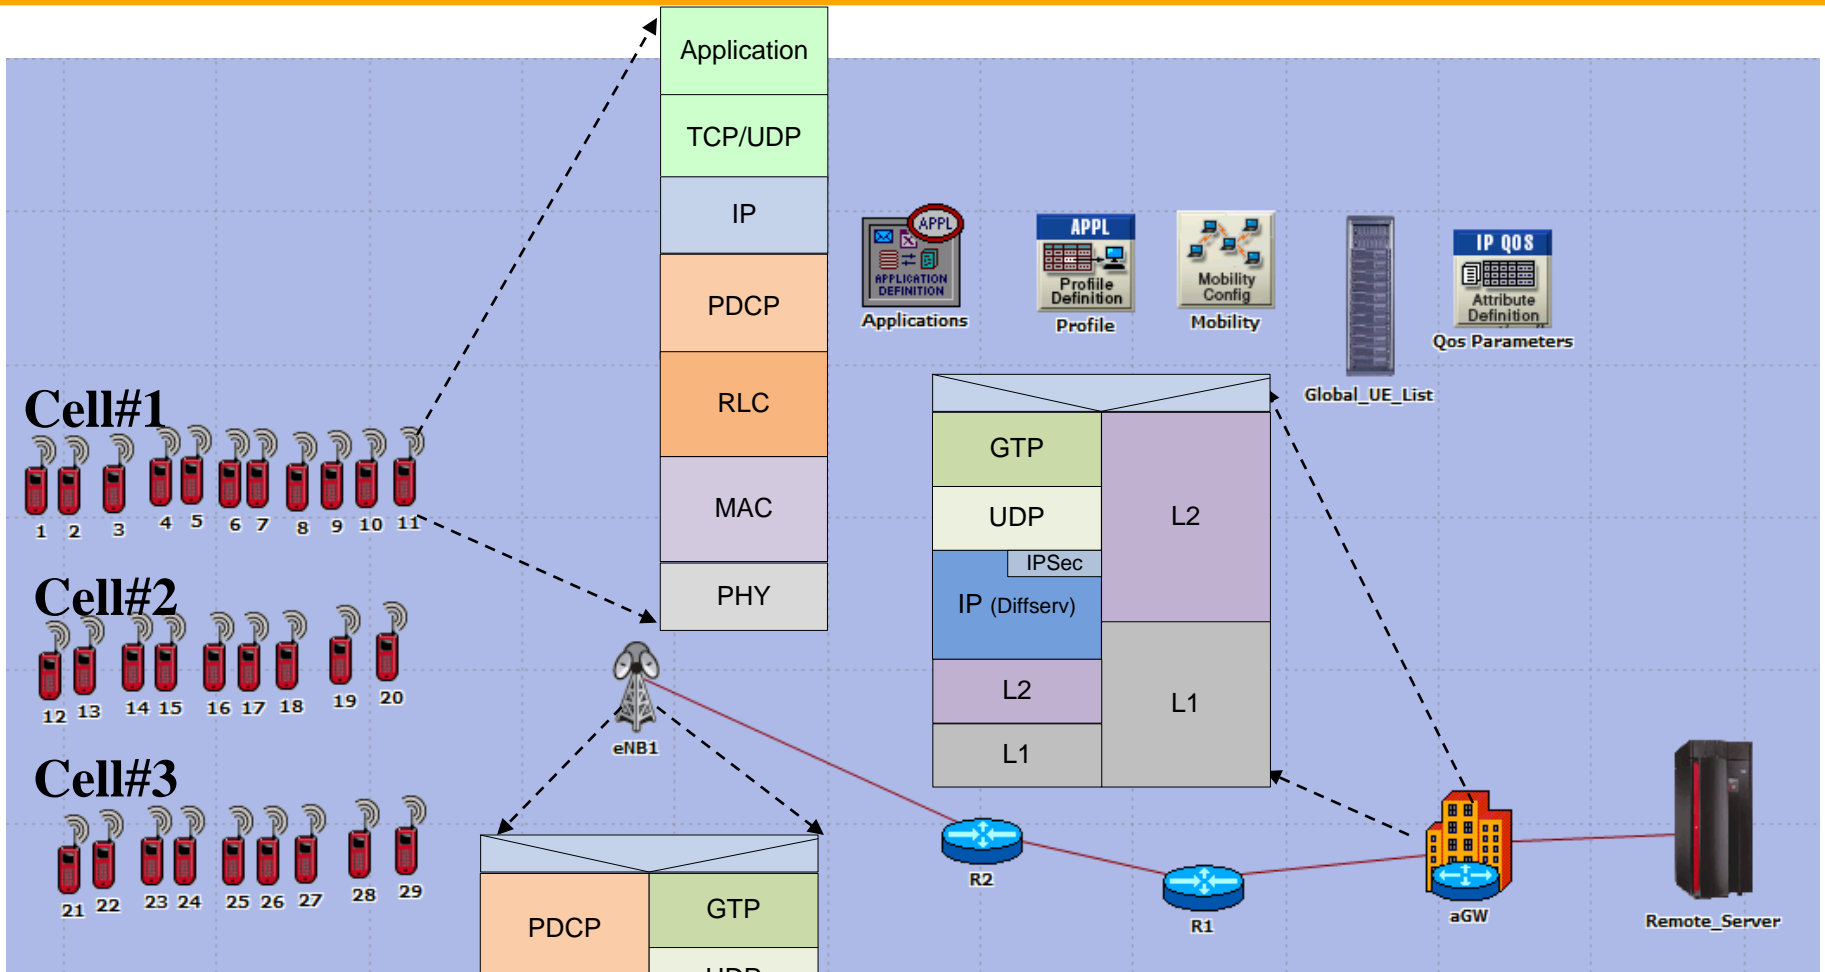 Application
TCP/UDP
IP
PDCP
RLC
MAC
PHY
APPL
APPLICATION
DEFINITION
Applications
APPL
Profiile
Definition
Profile
Mobility
Config
Mobility
Global_UE_List
IP QOS
Attribute
Definition
Qos Parameters
Cell#1
1 2 3 4 5 6 7 8 9 10 11
Cell#2
12 13 14 15 16 17 18 19 20
Cell#3
21 22 23 24 25 26 27 28 29
GTP
UDP
IPSec
IP (Diffserv)
L2
L1
L2
L1
eNB1
R2
R1
aGW
Remote_Server
PDCP
GTP
UDP